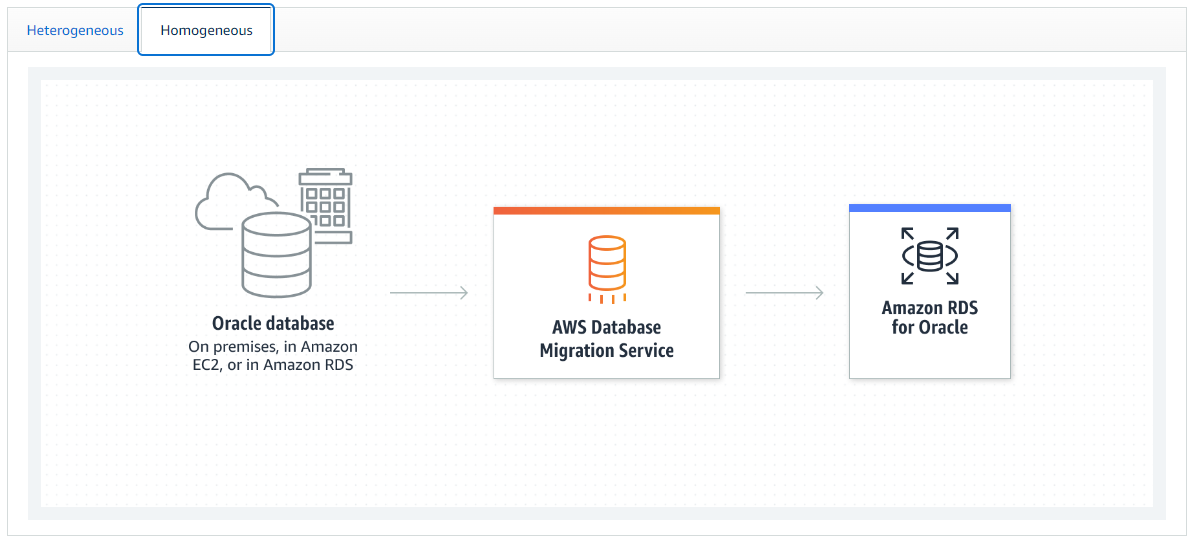 Heterogeneous
Homogeneous
Oracle database
On premises, in Amazon
EC2, or in Amazon RDS
AWS Database
Migration Service
Amazon RDS
for Oracle